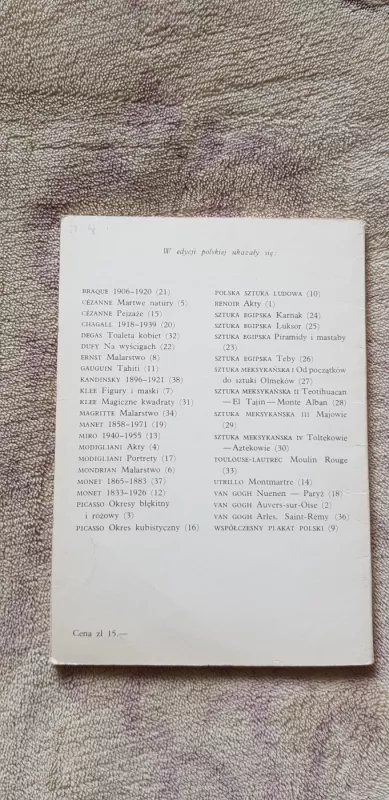 W edycji polskiej ukazały się:
BRAQUE 1906–1920 (21)
CÉZANNE Martwe natury (5)
CÉZANNE Pejzaże (15)
CHAGALL 1918–1939 (20)
DEGAS Toaleta kobiet (32)
DUFY Na wyścigach (22)
ERNST Malarstwo (8)
GAUGUIN Tahiti (11)
KANDINSKY 1896–1921 (38)
KLEE Figury i maski (7)
KLEE Magiczne kwadraty (31)
MAGRITTE Malarstwo (34)
MANET 1858–1971 (19)
MIRO 1940–1955 (13)
MODIGLIANI Akty (4)
MODIGLIANI Portrety (17)
MONDRIAN Malarstwo (6)
MONET 1865–1883 (37)
MONET 1833–1926 (12)
PICASSO Okresy błękitny
i różowy (3)
PICASSO Okres kubistyczny (16)
POLSKA SZTUKA LUDOWA (10)
RENOIR Akty (1)
SZTUKA EGIPSKA Karnak (24)
SZTUKA EGIPSKA Luksor (25)
SZTUKA EGIPSKA Piramidy i mastaby
(23)
SZTUKA EGIPSKA Teby (26)
SZTUKA MEKSYKAŃSKA I Od początków
do sztuki Olmeków (27)
SZTUKA MEKSYKAŃSKA II Teotihuacan
— El Tajin — Monte Alban (28)
SZTUKA MEKSYKAŃSKA III Majowie
(29)
SZTUKA MEKSYKAŃSKA IV Toltekowie
— Aztekowie (30)
TOULOUSE-LAUTREC Moulin Rouge
(33)
UTRILLO Montmartre (14)
VAN GOGH Nuenen — Paryż (18)
VAN GOGH Auvers-sur-Oise (2)
VAN GOGH Arles. Saint-Rémy (36)
WSPÓŁCZESNY PLAKAT POLSKI (9)
Cena zł 15,—